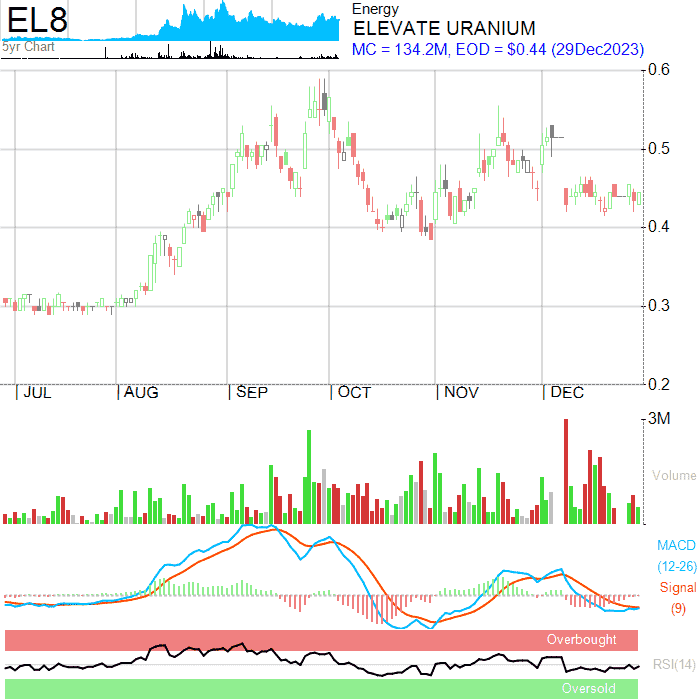 EL8
5yr Chart
Energy
ELEVATE URANIUM
MC = 134.2M, EOD = $0.44 (29Dec2023)
0.6
0.5
0.4
0.3
0.2
|JUL |AUG |SEP |OCT |NOV |DEC
3M
Volume
MACD
(12-26)
Signal
(9)
Overbought
RSI(14)
Oversold